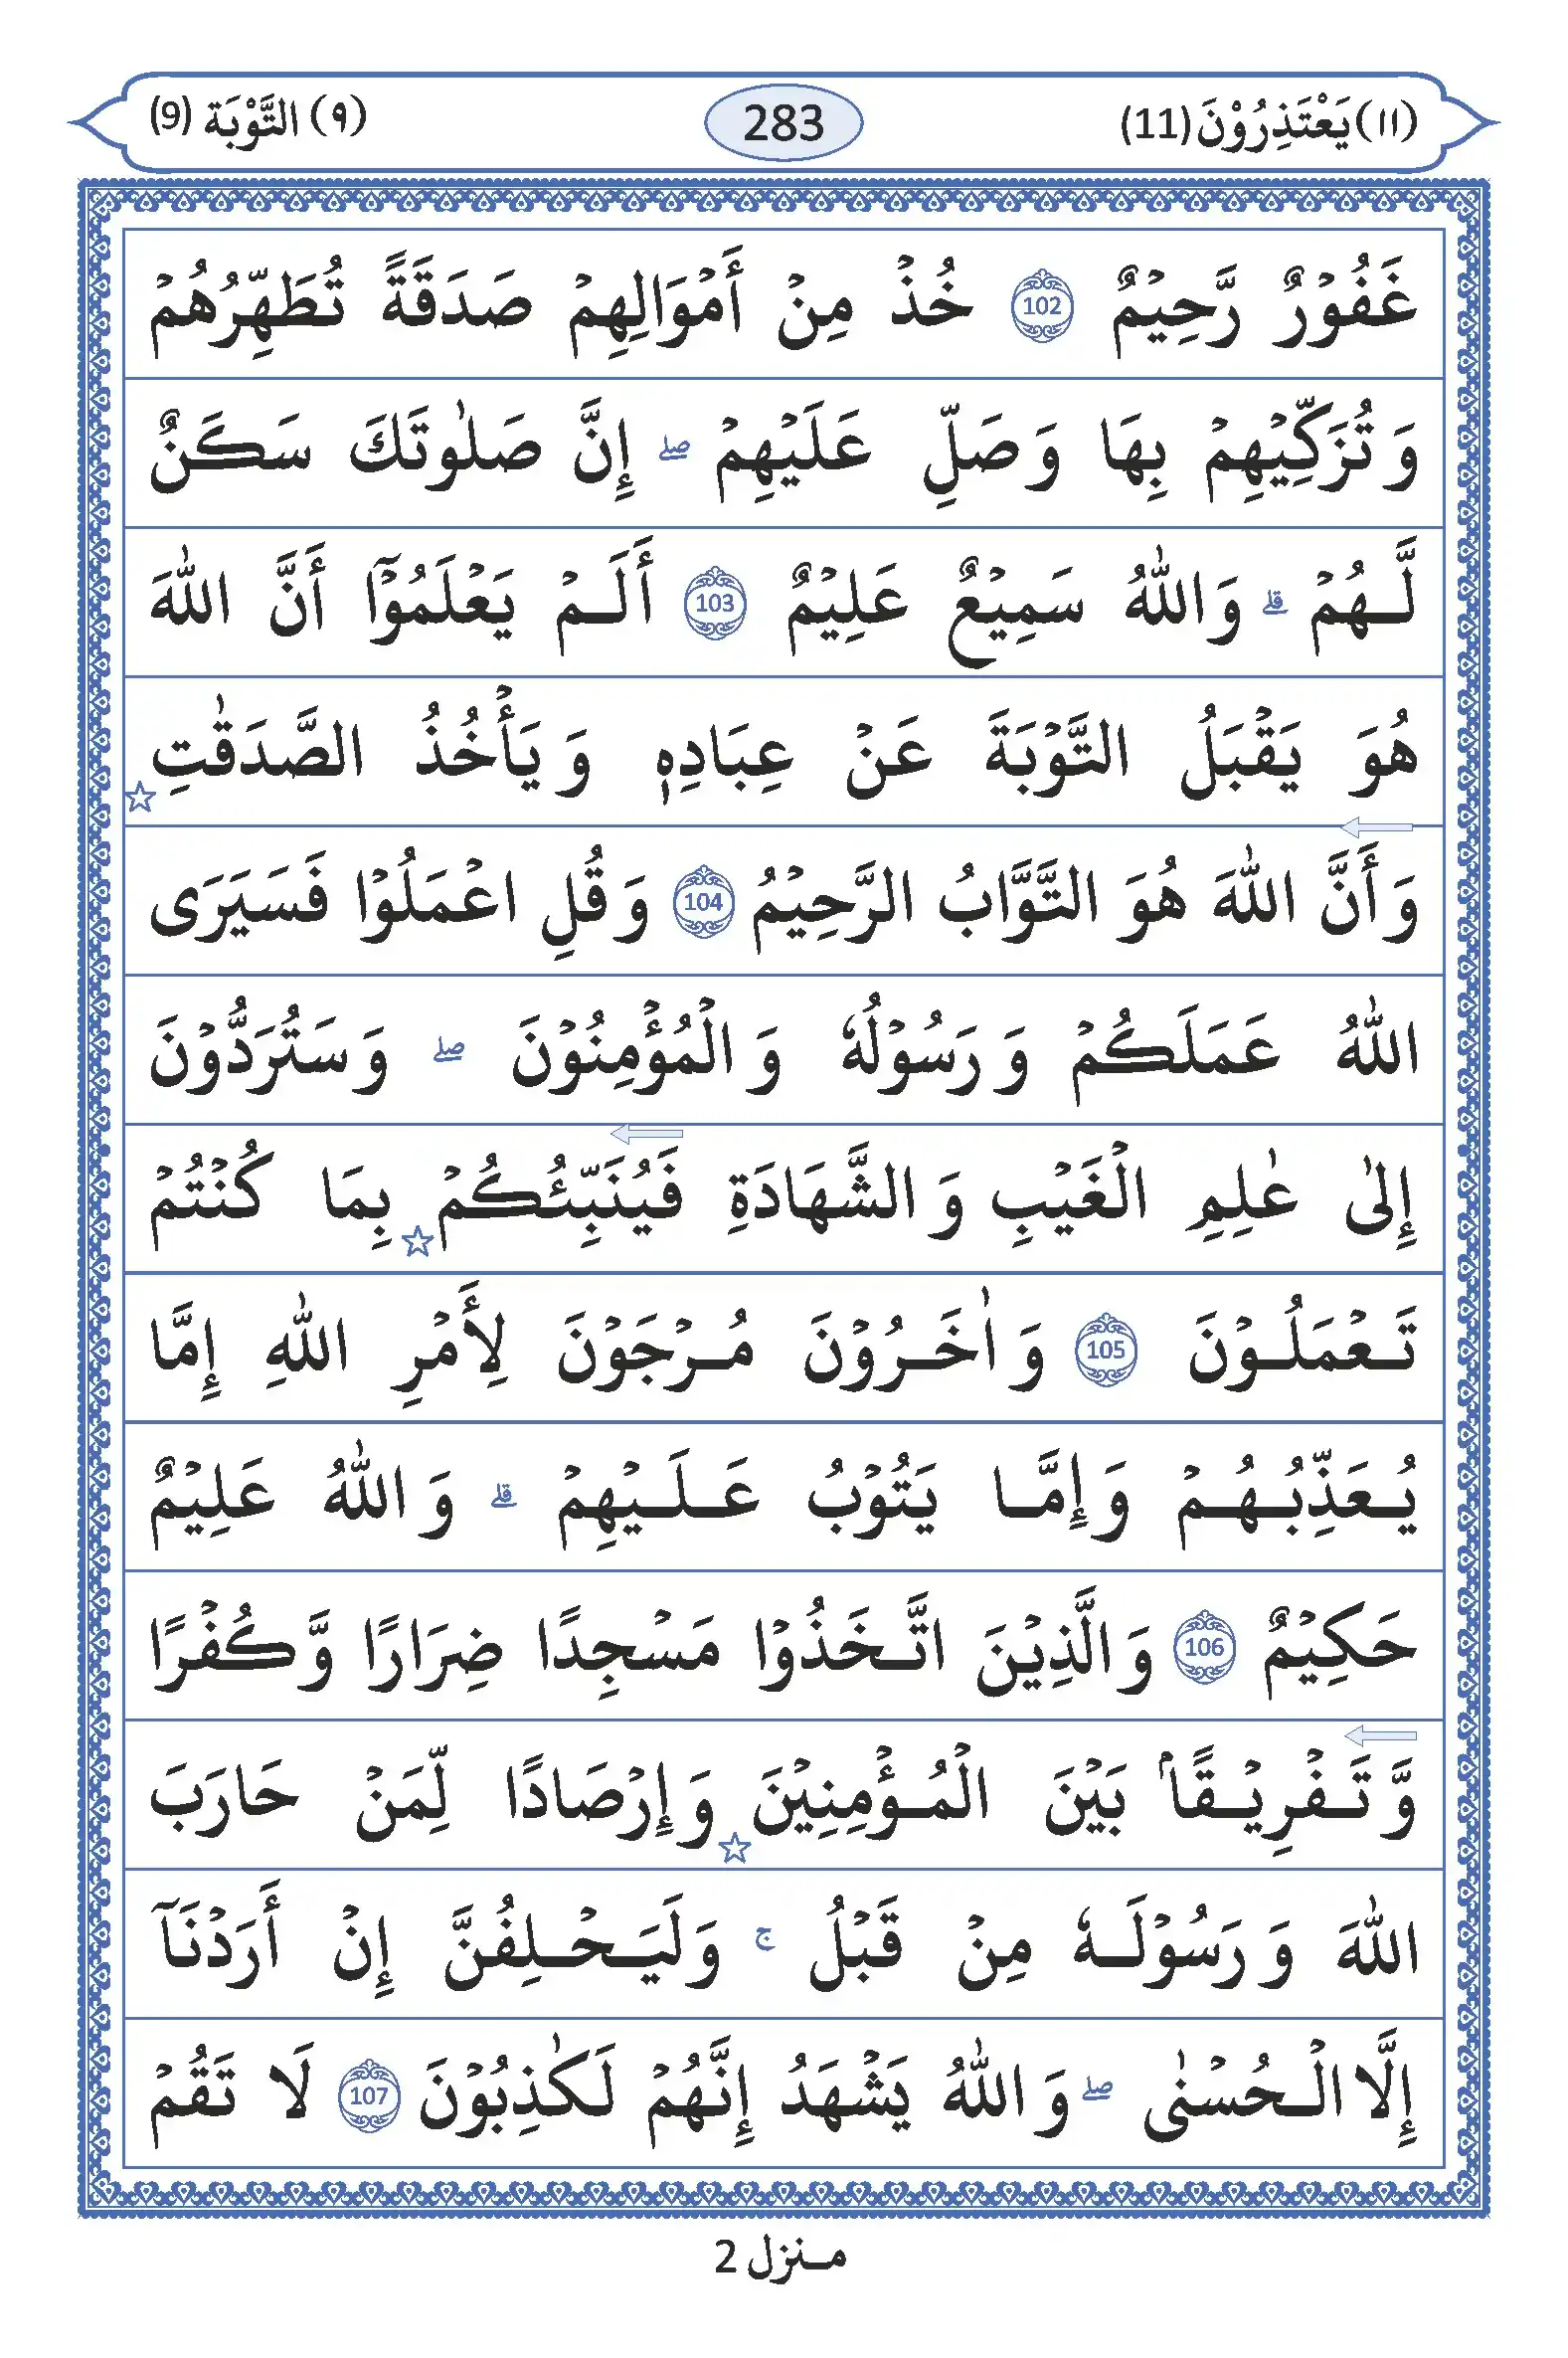 (١١) يَعْتَذِرُوْنَ (11) 283 (٩) التَّوْبَة (9)
غَفُوْرٌ رَّحِيْمٌ 102 خُذْ مِنْ أَمْوَالِهِمْ صَدَقَةً تُطَهِّرُهُمْ
وَ تُزَكِّيْهِمْ بِهَا وَ صَلِّ عَلَيْهِمْ ۖ إِنَّ صَلٰوتَكَ سَكَنٌ
لَّهُمْ ۗ وَ اللّٰهُ سَمِيْعٌ عَلِيْمٌ 103 أَلَمْ يَعْلَمُوْٓا أَنَّ اللّٰهَ
هُوَ يَقْبَلُ التَّوْبَةَ عَنْ عِبَادِهٖ وَ يَأْخُذُ الصَّدَقٰتِ ☆
وَ أَنَّ اللّٰهَ هُوَ التَّوَّابُ الرَّحِيْمُ 104 وَ قُلِ اعْمَلُوْا فَسَيَرَى
اللّٰهُ عَمَلَكُمْ وَ رَسُوْلُهٗ وَ الْمُؤْمِنُوْنَ ۖ وَ سَتُرَدُّوْنَ
إِلٰى عٰلِمِ الْغَيْبِ وَ الشَّهَادَةِ فَيُنَبِّئُكُمْ ☆ بِمَا كُنْتُمْ
تَعْمَلُوْنَ 105 وَ اٰخَرُوْنَ مُرْجَوْنَ لِأَمْرِ اللّٰهِ إِمَّا
يُعَذِّبُهُمْ وَ إِمَّا يَتُوْبُ عَلَيْهِمْ ۗ وَ اللّٰهُ عَلِيْمٌ
حَكِيْمٌ 106 وَ الَّذِيْنَ اتَّخَذُوْا مَسْجِدًا ضِرَارًا وَّ كُفْرًا
وَّ تَفْرِيْقًاۢ بَيْنَ الْمُؤْمِنِيْنَ ☆ وَ إِرْصَادًا لِّمَنْ حَارَبَ
اللّٰهَ وَ رَسُوْلَهٗ مِنْ قَبْلُ ۚ وَ لَيَحْلِفُنَّ إِنْ أَرَدْنَآ
إِلَّا الْحُسْنٰى ۖ وَ اللّٰهُ يَشْهَدُ إِنَّهُمْ لَكٰذِبُوْنَ 107 لَا تَقُمْ
منزل 2